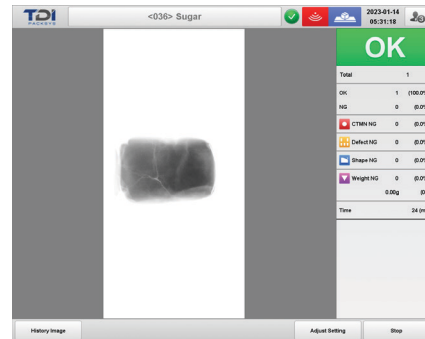 TDI
PACKSYS
<036> Sugar
2023-01-14
05:31:18
OK
Total 1
OK 1 (100.0%
NG 0 (0.0%
CTMN NG 0 (0.0%
Defect NG 0 (0.0%
Shape NG 0 (0.0%
Weight NG 0 (0.0%
0.00g (0
Time 24 (m
History Image
Adjust Setting
Stop